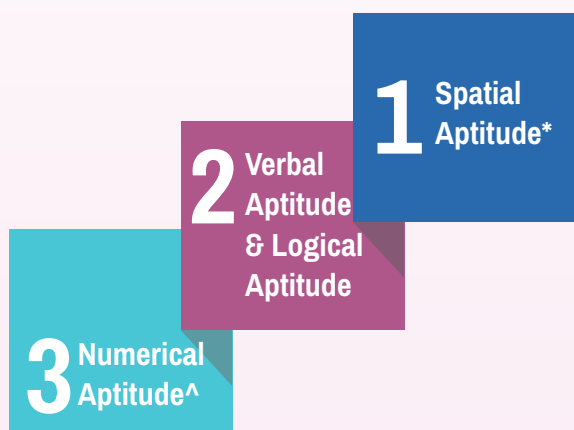 1 Spatial
Aptitude*
2 Verbal
Aptitude
& Logical
Aptitude
3 Numerical
Aptitude^